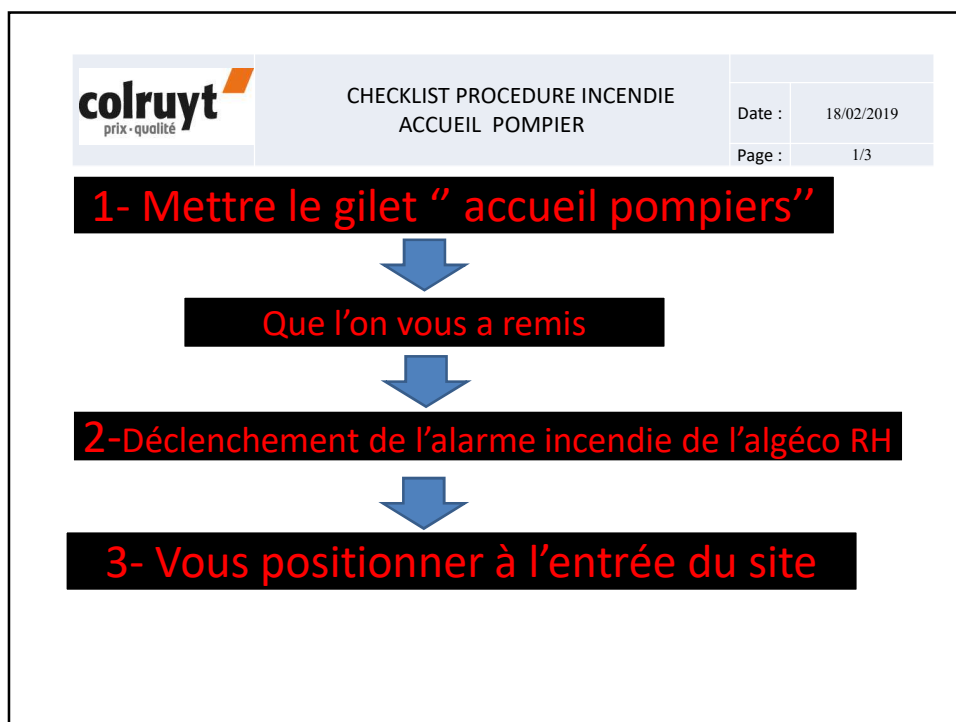 colruyt
prix - qualité
CHECKLIST PROCEDURE INCENDIE
ACCUEIL POMPIER
Date : 18/02/2019
Page : 1/3
1- Mettre le gilet ‘’ accueil pompiers’’
Que l’on vous a remis
2-Déclenchement de l’alarme incendie de l’algéco RH
3- Vous positionner à l’entrée du site